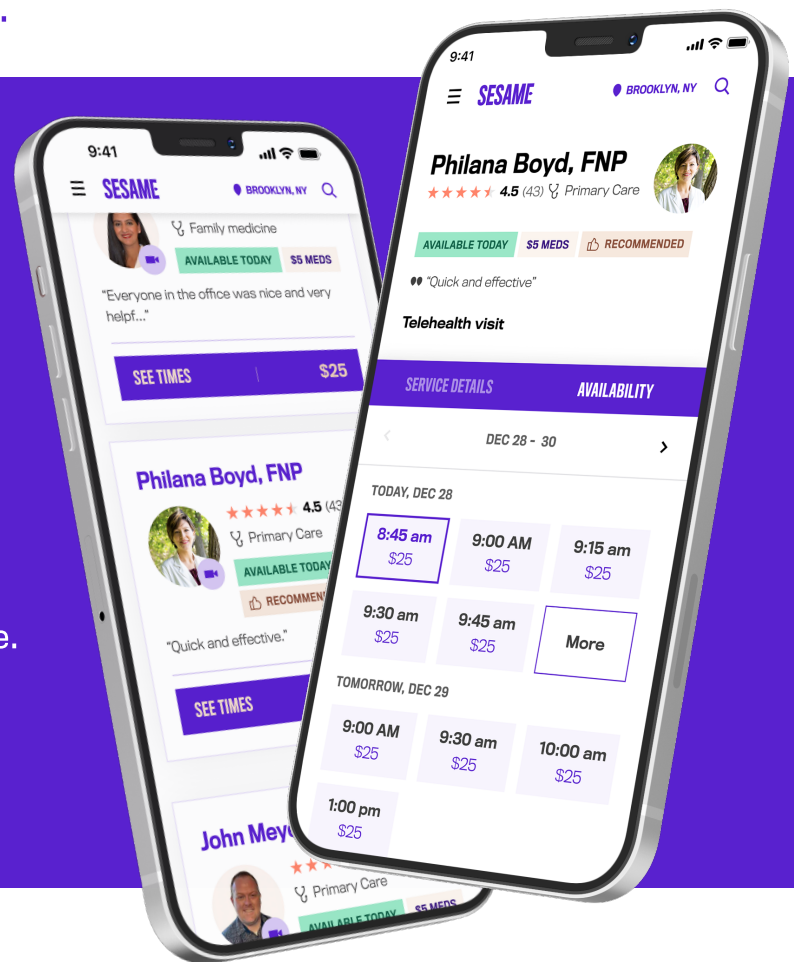 .
e.
9:41
SESAME
BROOKLYN, NY
Family medicine
AVAILABLE TODAY $5 MEDS
“Everyone in the office was nice and very
helpf...”
SEE TIMES | $25
Philana Boyd, FNP
4.5 (43
Primary Care
AVAILABLE TODAY
RECOMMEN
“Quick and effective.”
SEE TIMES
John Mey
Primary Care
AVAILABLE TODAY $5 MEDS
9:41
SESAME
BROOKLYN, NY
Philana Boyd, FNP
4.5 (43) Primary Care
AVAILABLE TODAY $5 MEDS RECOMMENDED
“Quick and effective”
Telehealth visit
SERVICE DETAILS AVAILABILITY
DEC 28 - 30
TODAY, DEC 28
8:45 am 9:00 AM 9:15 am
$25 $25 $25
9:30 am 9:45 am More
$25 $25
TOMORROW, DEC 29
9:00 AM 9:30 am 10:00 am
$25 $25 $25
1:00 pm
$25